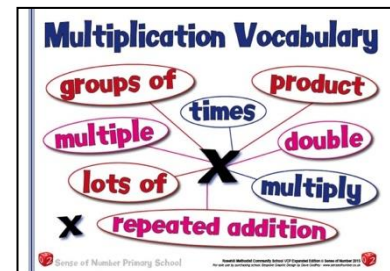 Multiplication Vocabulary
groups of
product
times
multiple
double
x
lots of
multiply
x repeated addition
Sense of Number Primary School